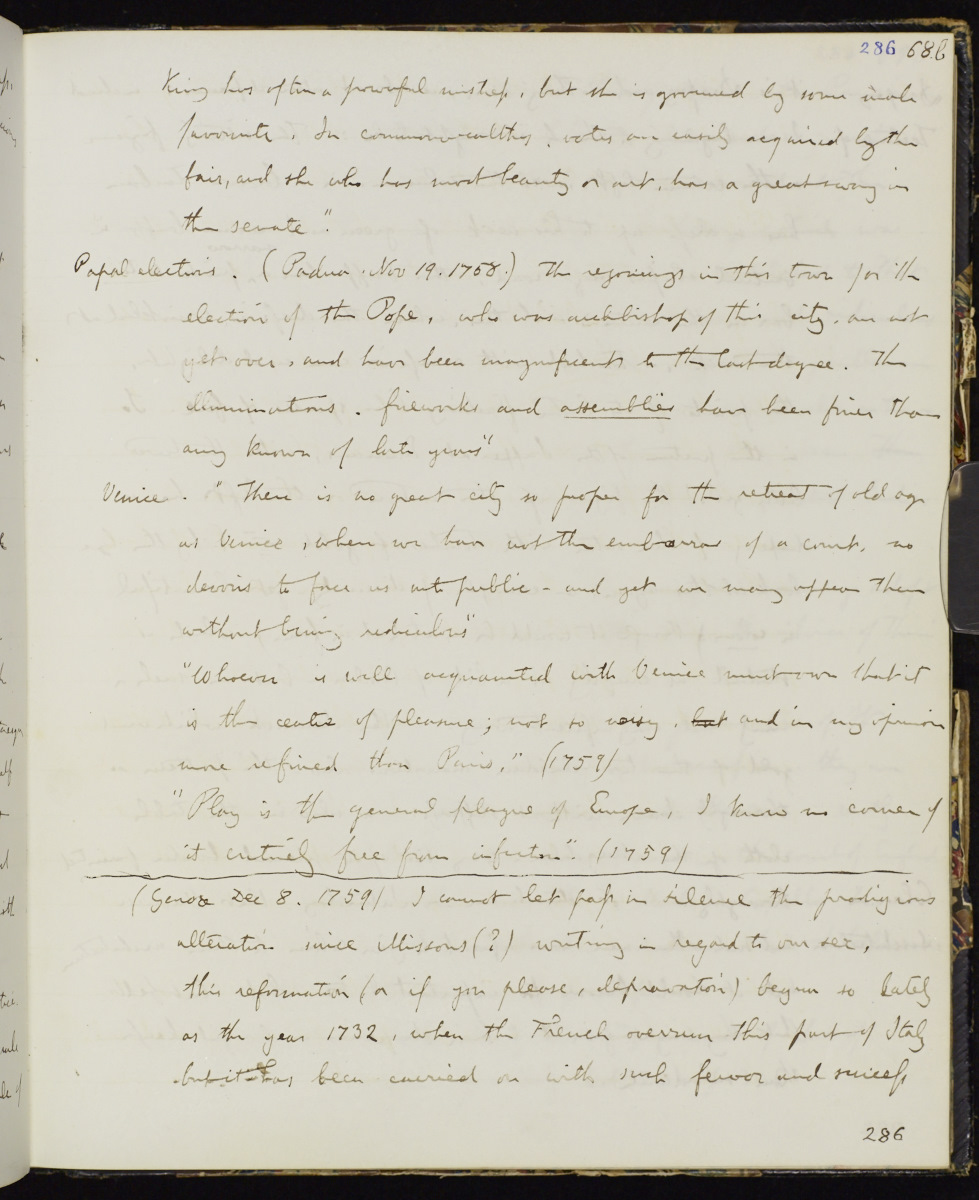 286 686
King has often a powerful mistress, but she is governed by some male
favourite. In commonwealths, votes are easily acquired by the
fair, and she who has most beauty or art, has a great sway in
the senate".
Papal elections. (Padua. Nov 19. 1758.) The rejoicings in this town for the
election of the Pope, who was archbishop of this city, are not
yet over, and have been magnificent to the last degree. The
illuminations, fireworks and assemblies have been finer than
any known of late years"
Venice. "There is no great city so proper for the retreat of old age
as Venice, when we have not the embarras of a court, no
devoirs to force us into public - and yet we may appear there
without being ridiculous"
"Whoever is well acquainted with Venice must own that it
is the centre of pleasure; not so noisy, but and in my opinion
more refined than Paris." (1759)
"Play is the general plague of Europe, I know no corner of
it entirely free from infection". (1759)
(Genoa Dec 8. 1759) I cannot let pass in silence the prodigious
alteration since Missons (?) writing in regard to our sex,
this reformation (or if you please, depravation) began so lately
as the year 1732, when the French overrun this part of Italy
but it has been carried on with such fervor and success
286